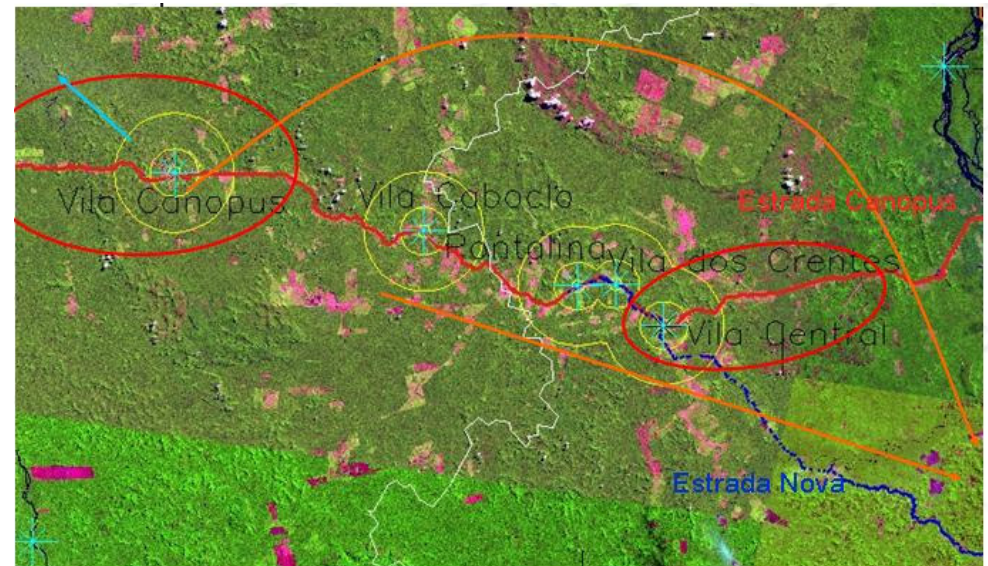 Vila Canopus
Vila Caboclo
Pontalina
Vila dos Crentes
Estrada Canopus
Vila Central
Estrada Nova